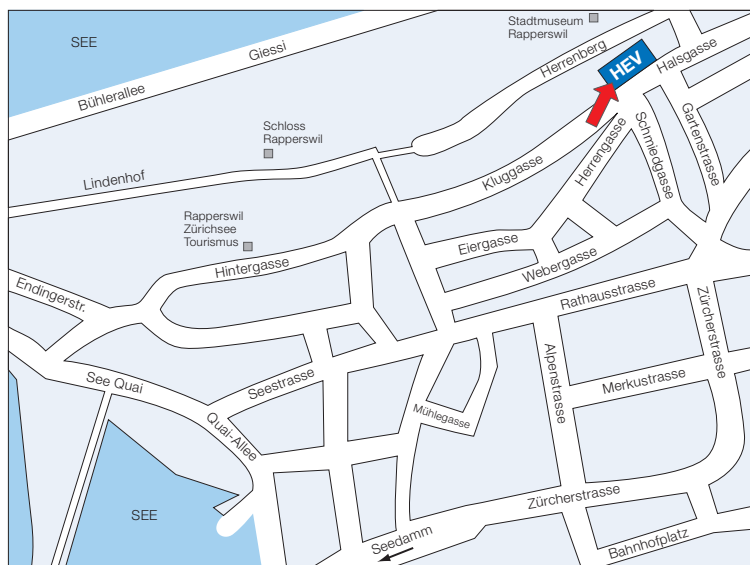 Stadtmuseum
Rapperswil
SEE
Giessi
Herrenberg
HEV
Halsgasse
Bühlerallee
Gartenstrasse
Schmiedgasse
Schloss
Rapperswil
Herrengasse
Kluggasse
Lindenhof
Rapperswil
Zürichsee
Tourismus
Eiergasse
Webergasse
Hintergasse
Endingerstr.
Rathausstrasse
Zürcherstrasse
Alpenstrasse
See Quai
Seestrasse
Merkustrasse
Mühlegasse
Quai-Allee
Zürcherstrasse
SEE
Seedamm
Bahnhofplatz